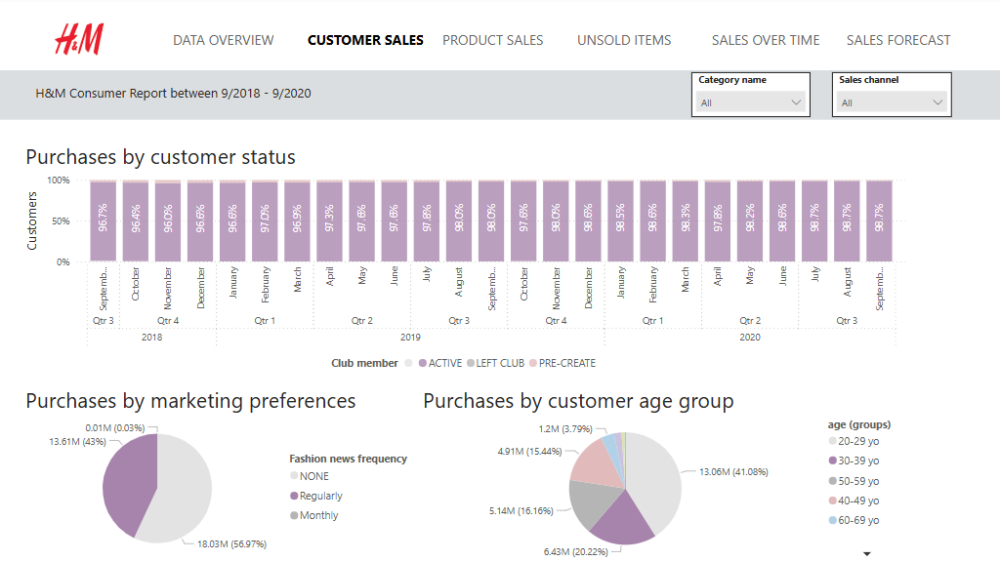 H&M
DATA OVERVIEW CUSTOMER SALES PRODUCT SALES UNSOLD ITEMS SALES OVER TIME SALES FORECAST
H&M Consumer Report between 9/2018 - 9/2020
Category name
All
Sales channel
All
Purchases by customer status
Customers
100%
50%
0%
96.7% 96.4% 96.0% 96.6% 96.6% 97.0% 96.9% 97.3% 97.6% 97.6% 97.8% 98.0% 98.0% 97.6% 98.0% 98.6% 98.5% 98.6% 98.3% 97.8% 98.2% 98.6% 98.7% 98.7% 98.7%
Septemb... October November December January February March April May June July August Septemb... October November December January February March April May June July August Septemb...
Qtr 3 Qtr 4 Qtr 1 Qtr 2 Qtr 3 Qtr 4 Qtr 1 Qtr 2 Qtr 3
2018 2019 2020
Club member ACTIVE LEFT CLUB PRE-CREATE
Purchases by marketing preferences
0.01M (0.03%)
13.61M (43%)
18.03M (56.97%)
Fashion news frequency
NONE
Regularly
Monthly
Purchases by customer age group
1.2M (3.79%)
4.91M (15.44%)
13.06M (41.08%)
5.14M (16.16%)
6.43M (20.22%)
age (groups)
20-29 yo
30-39 yo
50-59 yo
40-49 yo
60-69 yo